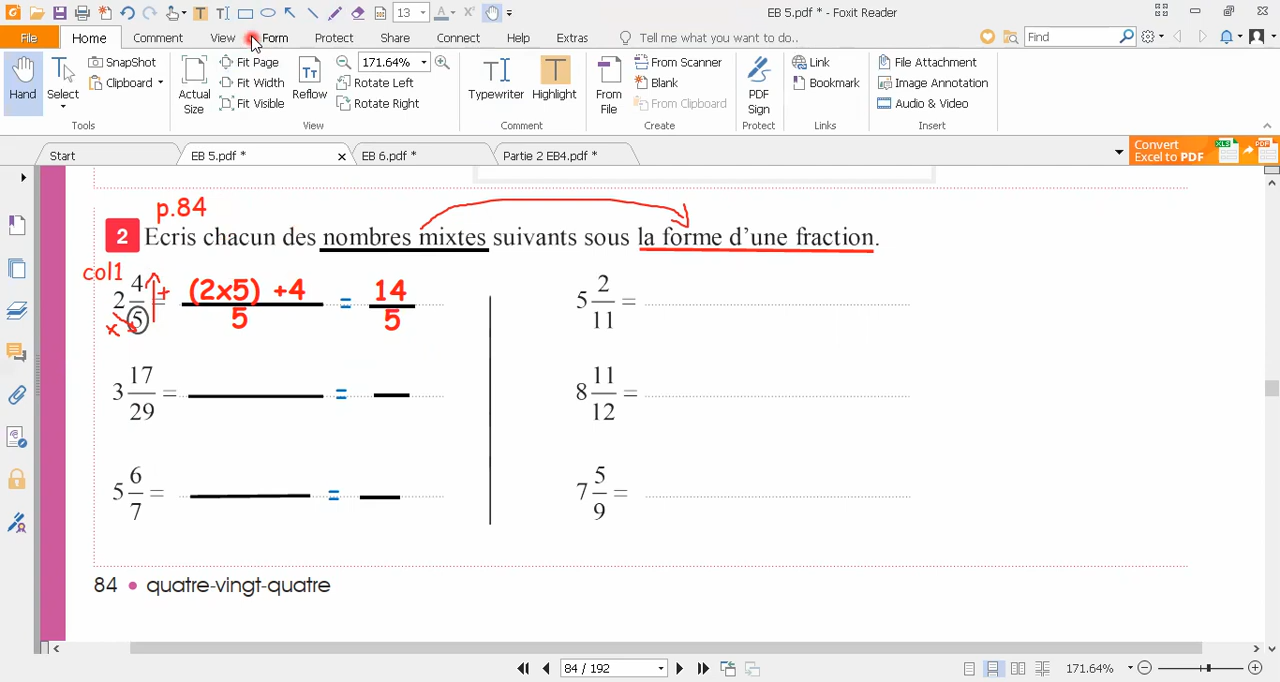 13
EB 5.pdf * - Foxit Reader
File Home Comment View Form Protect Share Connect Help Extras Tell me what you want to do.. Find
Hand Select SnapShot Clipboard Actual Size Fit Page Fit Width Fit Visible Reflow 171.64% Rotate Left Rotate Right Typewriter Highlight From File From Scanner Blank From Clipboard PDF Sign Link Bookmark File Attachment Image Annotation Audio & Video
Tools View Comment Create Protect Links Insert
Start EB 5.pdf * EB 6.pdf * Partie 2 EB4.pdf * Convert Excel to PDF
p.84
2 Ecris chacun des nombres mixtes suivants sous la forme d'une fraction.
col1
2 4/5 = (2x5) +4 / 5 = 14/5
x +
5 2/11 =
3 17/29 = =
8 11/12 =
5 6/7 = =
7 5/9 =
84 • quatre-vingt-quatre
84 / 192 171.64%